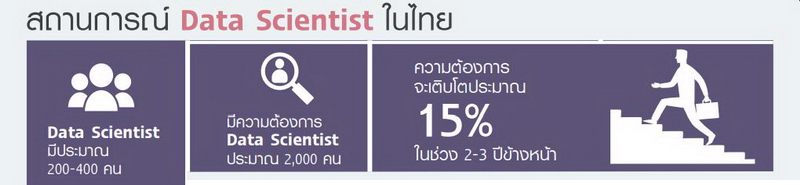 สถานการณ์ Data Scientist ในไทย
Data Scientist
มีประมาณ
200-400 คน
มีความต้องการ
Data Scientist
ประมาณ 2,000 คน
ความต้องการ
จะเติบโตประมาณ
15%
ในช่วง 2-3 ปีข้างหน้า